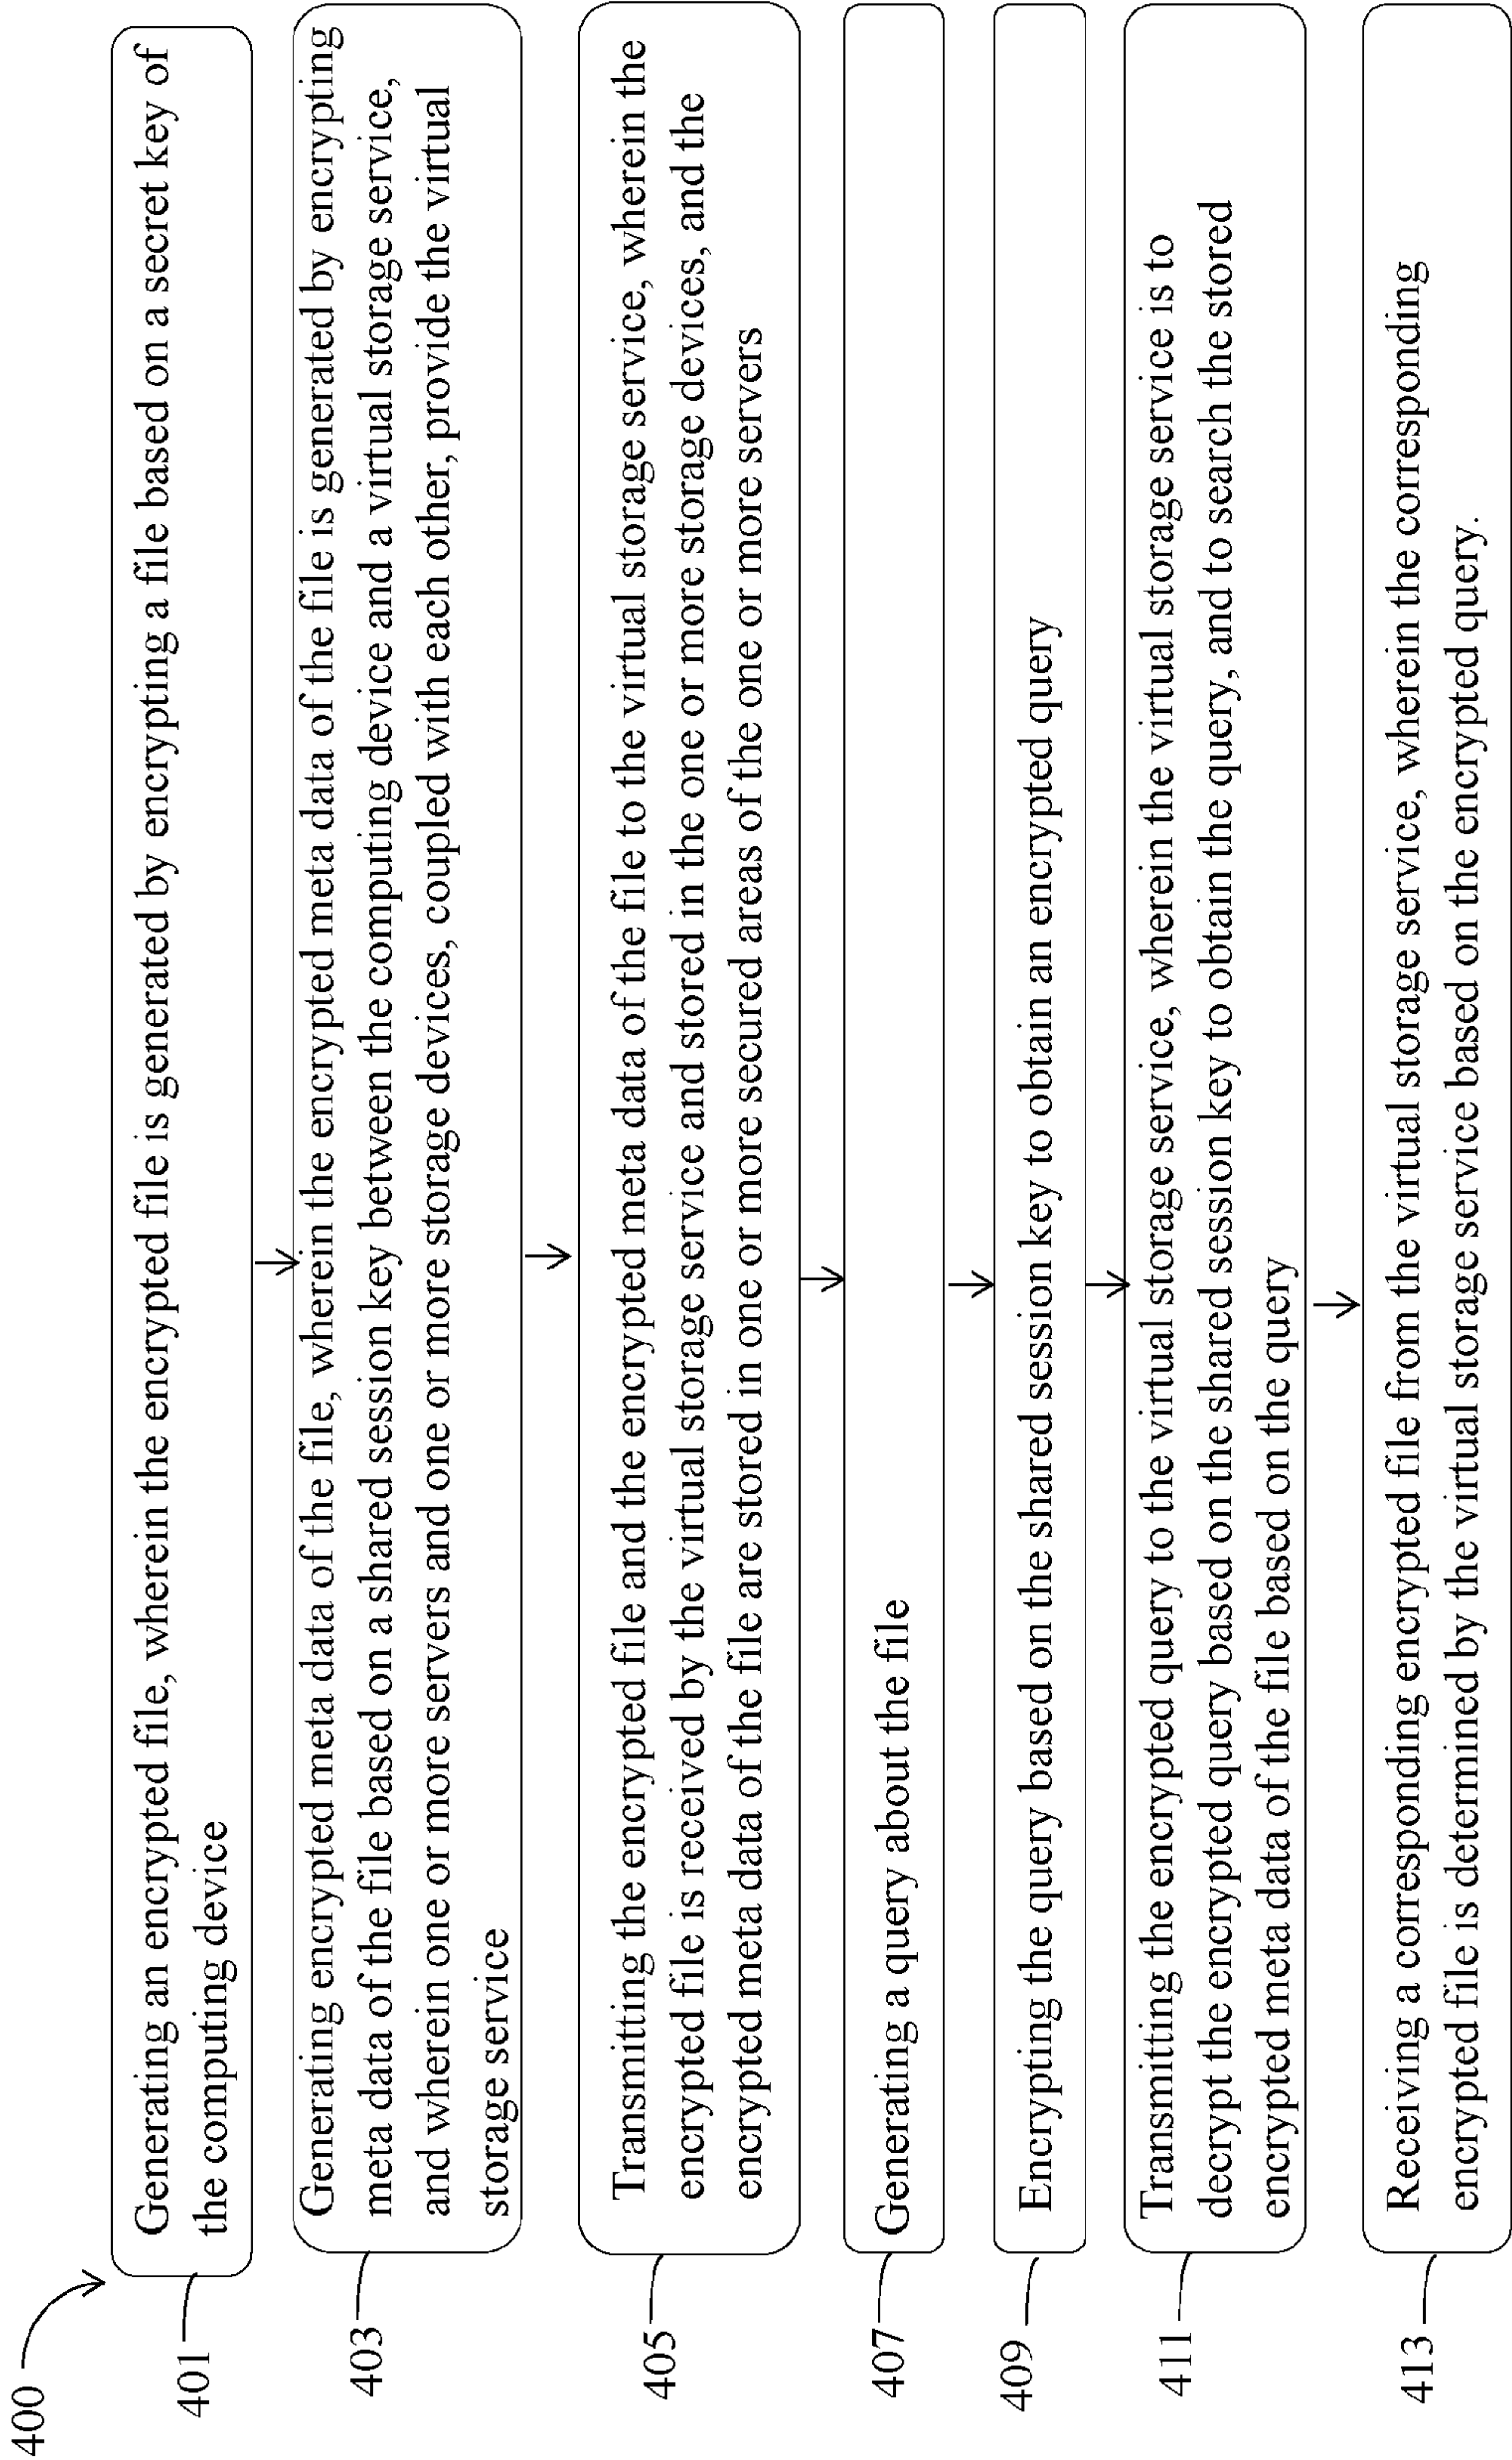 400
401
Generating an encrypted file, wherein the encrypted file is generated by encrypting a file based on a secret key of
the computing device
403
Generating encrypted meta data of the file, wherein the encrypted meta data of the file is generated by encrypting
meta data of the file based on a shared session key between the computing device and a virtual storage service,
and wherein one or more servers and one or more storage devices, coupled with each other, provide the virtual
storage service
405
Transmitting the encrypted file and the encrypted meta data of the file to the virtual storage service, wherein the
encrypted file is received by the virtual storage service and stored in the one or more storage devices, and the
encrypted meta data of the file are stored in one or more secured areas of the one or more servers
407
Generating a query about the file
409
Encrypting the query based on the shared session key to obtain an encrypted query
411
Transmitting the encrypted query to the virtual storage service, wherein the virtual storage service is to
decrypt the encrypted query based on the shared session key to obtain the query, and to search the stored
encrypted meta data of the file based on the query
413
Receiving a corresponding encrypted file from the virtual storage service, wherein the corresponding
encrypted file is determined by the virtual storage service based on the encrypted query.